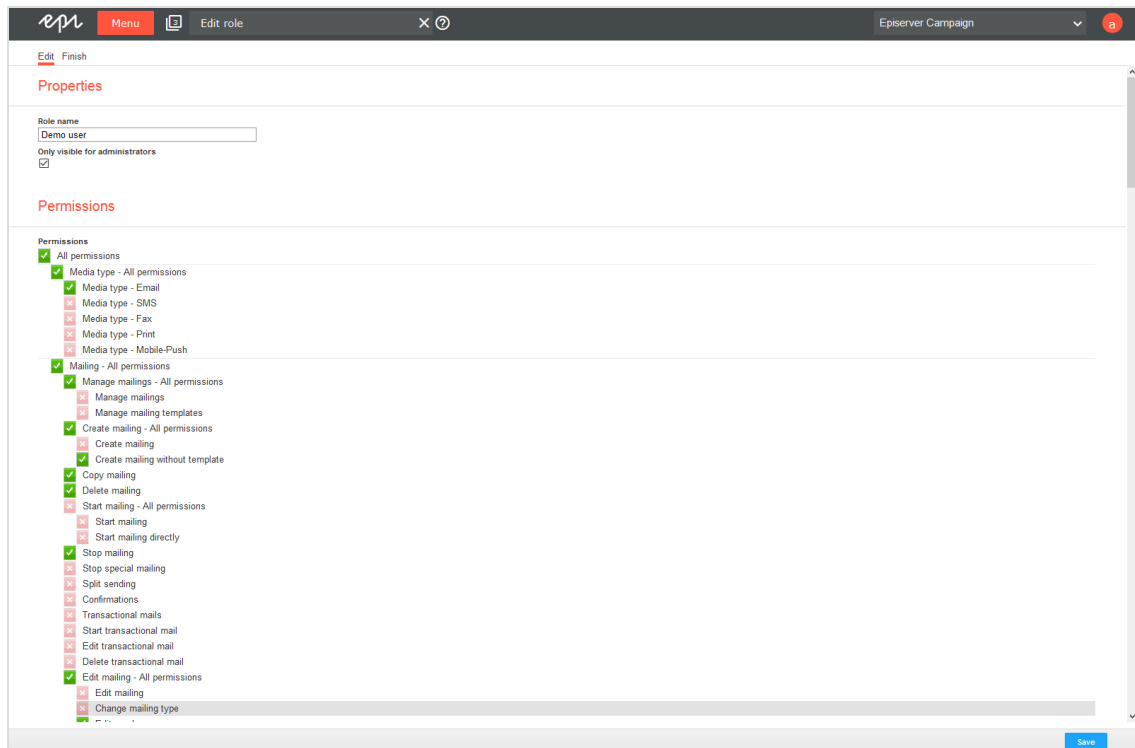 epi Menu 3 Edit role Episerver Campaign a
Edit Finish
Properties
Role name
Demo user
Only visible for administrators
Permissions
Permissions
All permissions
Media type - All permissions
Media type - Email
Media type - SMS
Media type - Fax
Media type - Print
Media type - Mobile-Push
Mailing - All permissions
Manage mailings - All permissions
Manage mailings
Manage mailing templates
Create mailing - All permissions
Create mailing
Create mailing without template
Copy mailing
Delete mailing
Start mailing - All permissions
Start mailing
Start mailing directly
Stop mailing
Stop special mailing
Split sending
Confirmations
Transactional mails
Start transactional mail
Edit transactional mail
Delete transactional mail
Edit mailing - All permissions
Edit mailing
Change mailing type
Save